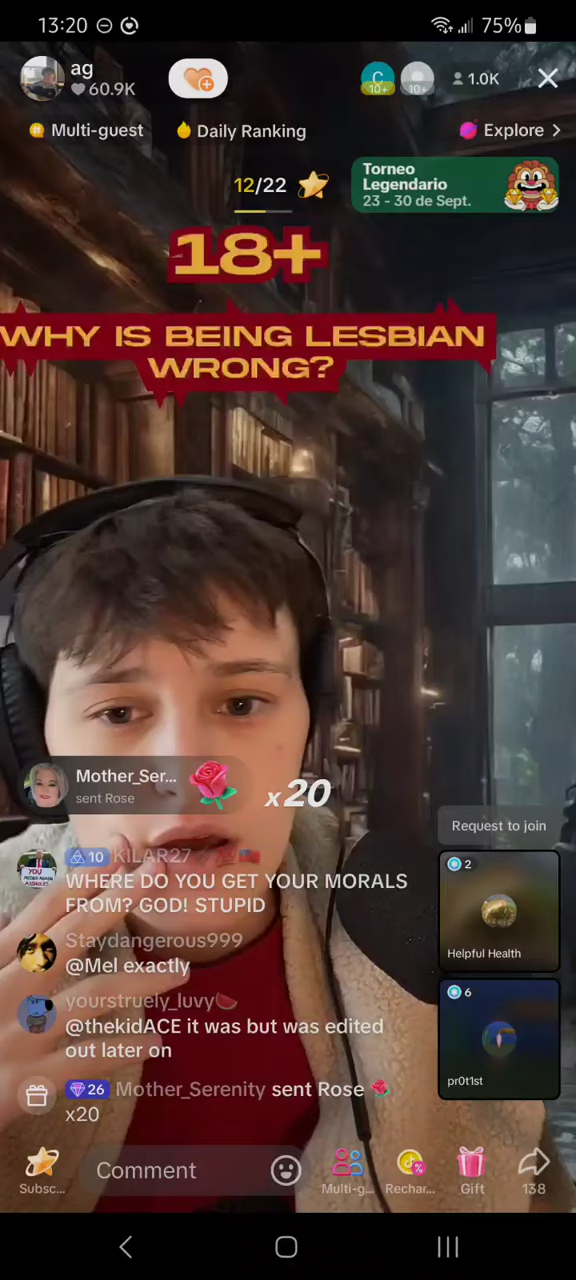 13:20
75%
ag
60.9K
C
10+
10+
1.0K
Multi-guest
Daily Ranking
Explore >
12/22
Torneo
Legendario
23 - 30 de Sept.
18+
WHY IS BEING LESBIAN
WRONG?
Mother_Ser...
sent Rose
x20
Request to join
10 KILAR27
WHERE DO YOU GET YOUR MORALS
FROM? GOD! STUPID
2
Helpful Health
Staydangerous999
@Mel exactly
yourstruely_luvy
@thekidACE it was but was edited
out later on
6
pr0t1st
26 Mother_Serenity sent Rose
x20
Comment
Subsc...
Multi-g...
Rechar...
Gift
138